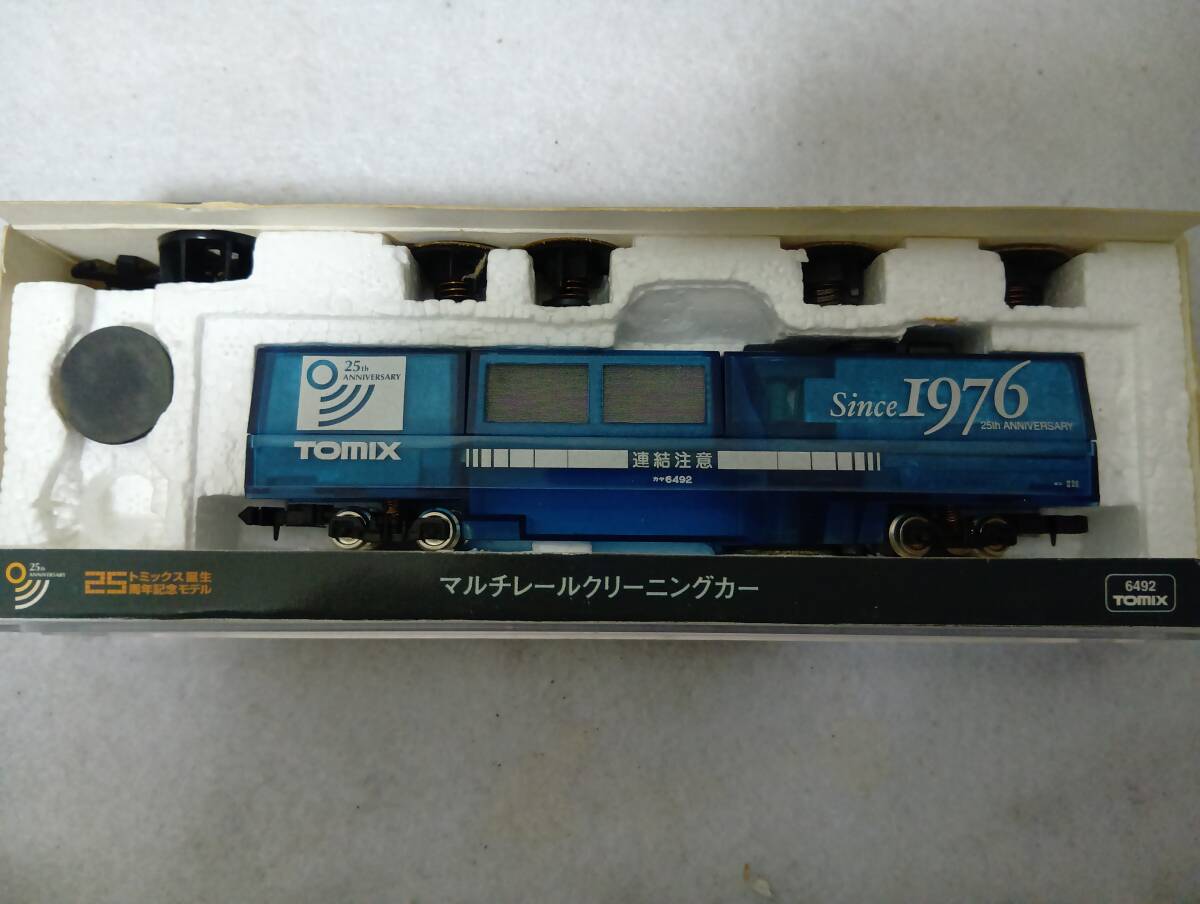 25th
ANNIVERSARY
TOMIX
Since 1976
25th ANNIVERSARY
連結注意
カヤ6492
25th
ANNIVERSARY
25トミックス誕生
周年記念モデル
マルチレールクリーニングカー
6492
TOMIX